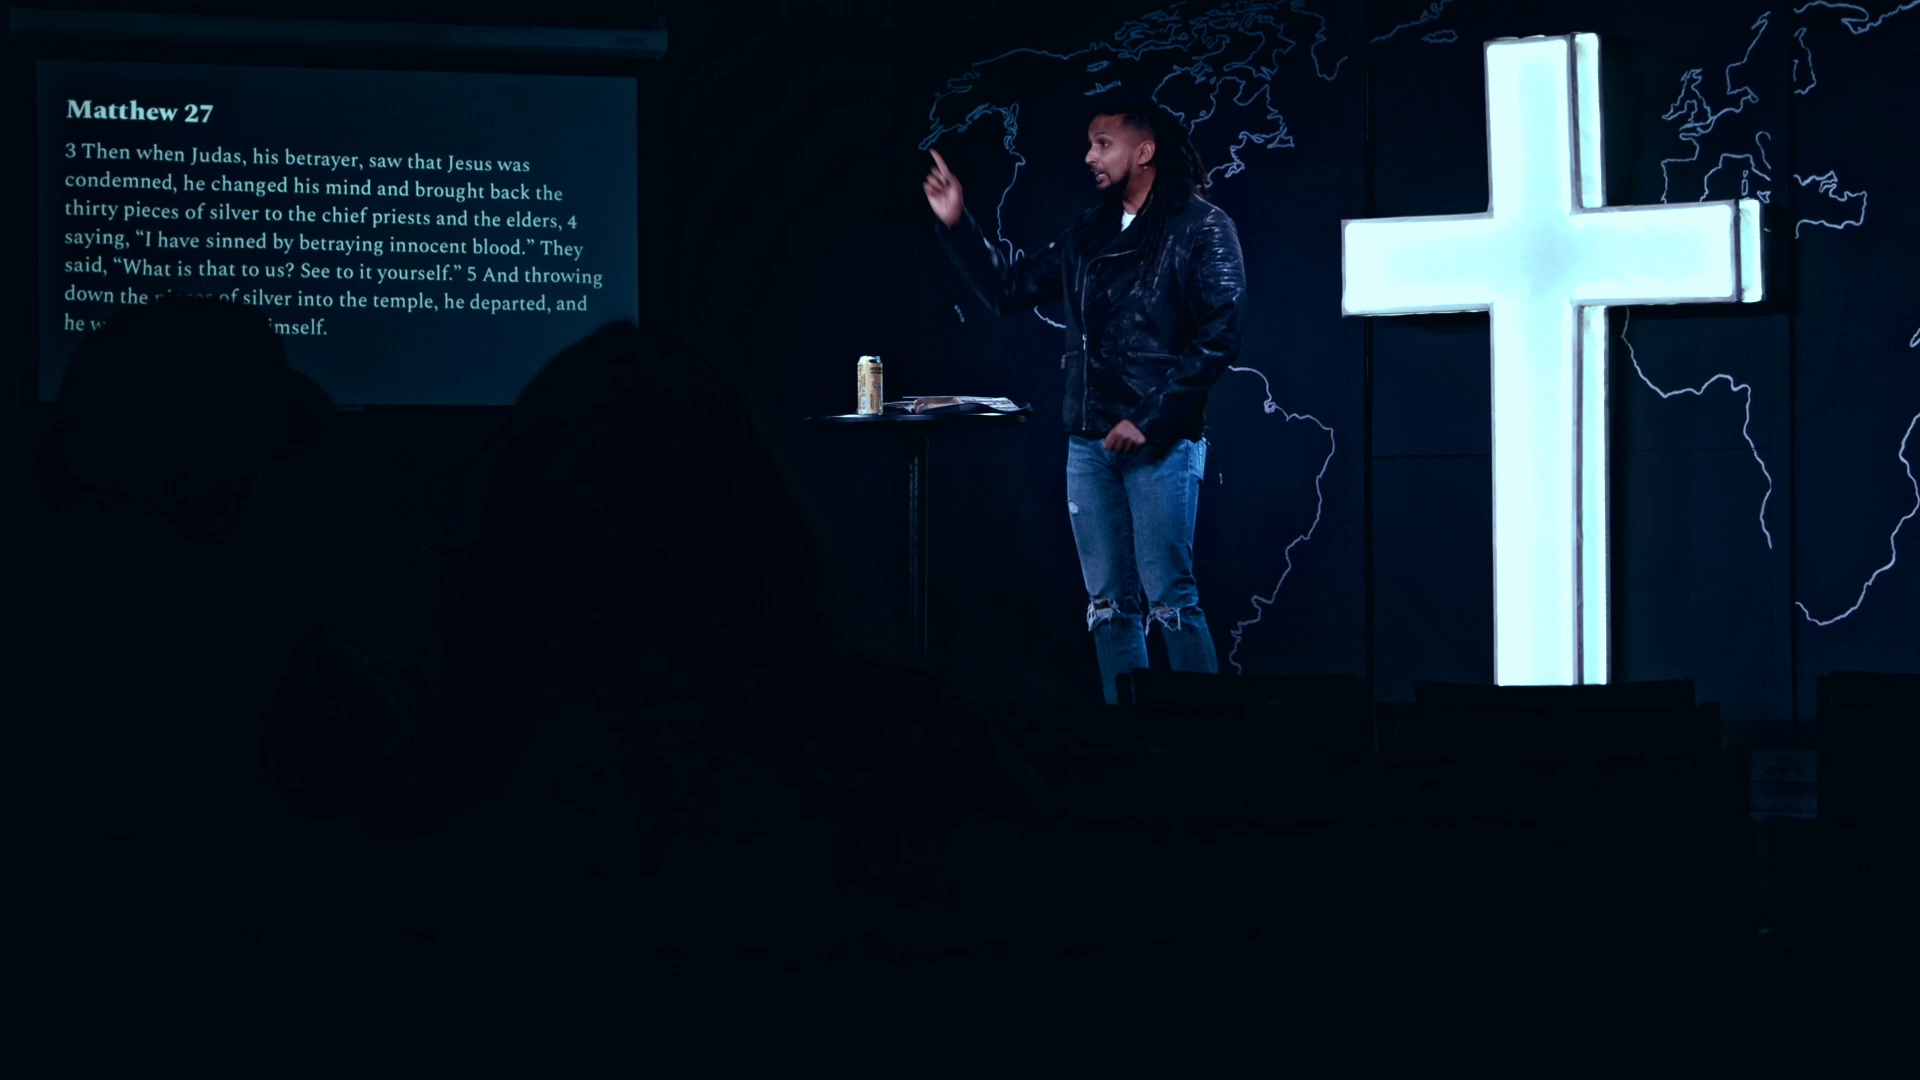 Matthew 27
3 Then when Judas, his betrayer, saw that Jesus was
condemned, he changed his mind and brought back the
thirty pieces of silver to the chief priests and the elders, 4
saying, “I have sinned by betraying innocent blood.” They
said, “What is that to us? See to it yourself.” 5 And throwing
down the pieces of silver into the temple, he departed, and
he